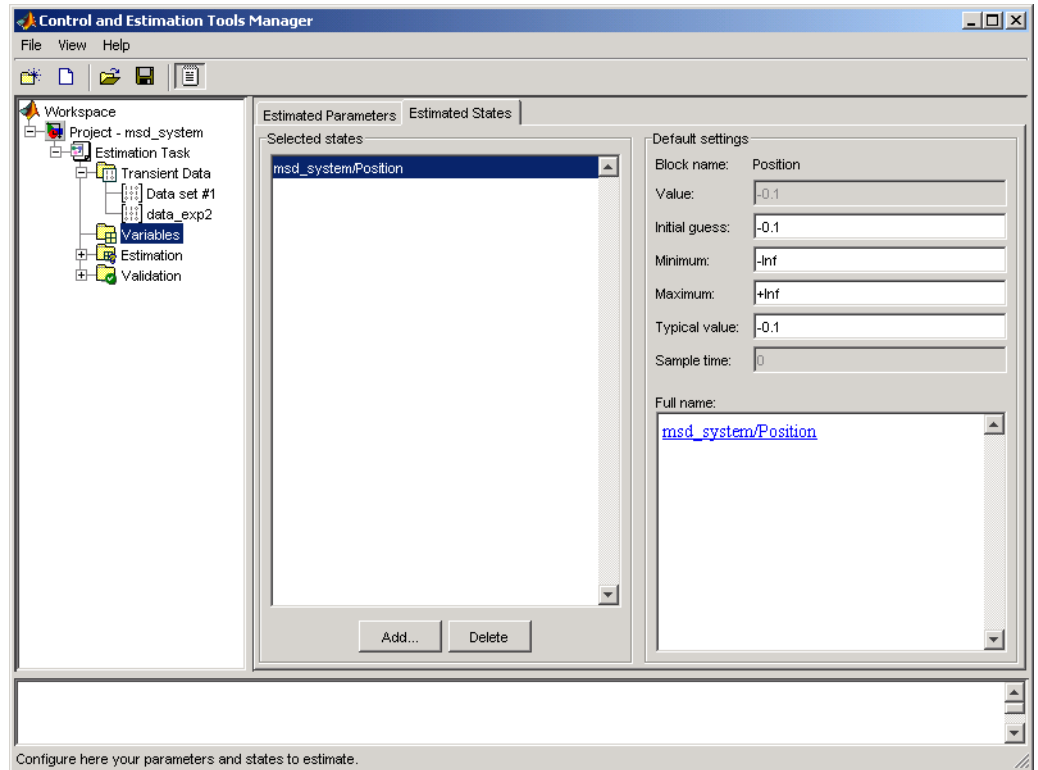 Control and Estimation Tools Manager
File View Help
Workspace
Project - msd_system
Estimation Task
Transient Data
Data set #1
data_exp2
Variables
Estimation
Validation
Estimated Parameters Estimated States
Selected states
msd_system/Position
Add... Delete
Default settings
Block name: Position
Value: -0.1
Initial guess: -0.1
Minimum: -Inf
Maximum: +Inf
Typical value: -0.1
Sample time: 0
Full name:
msd_system/Position
Configure here your parameters and states to estimate.